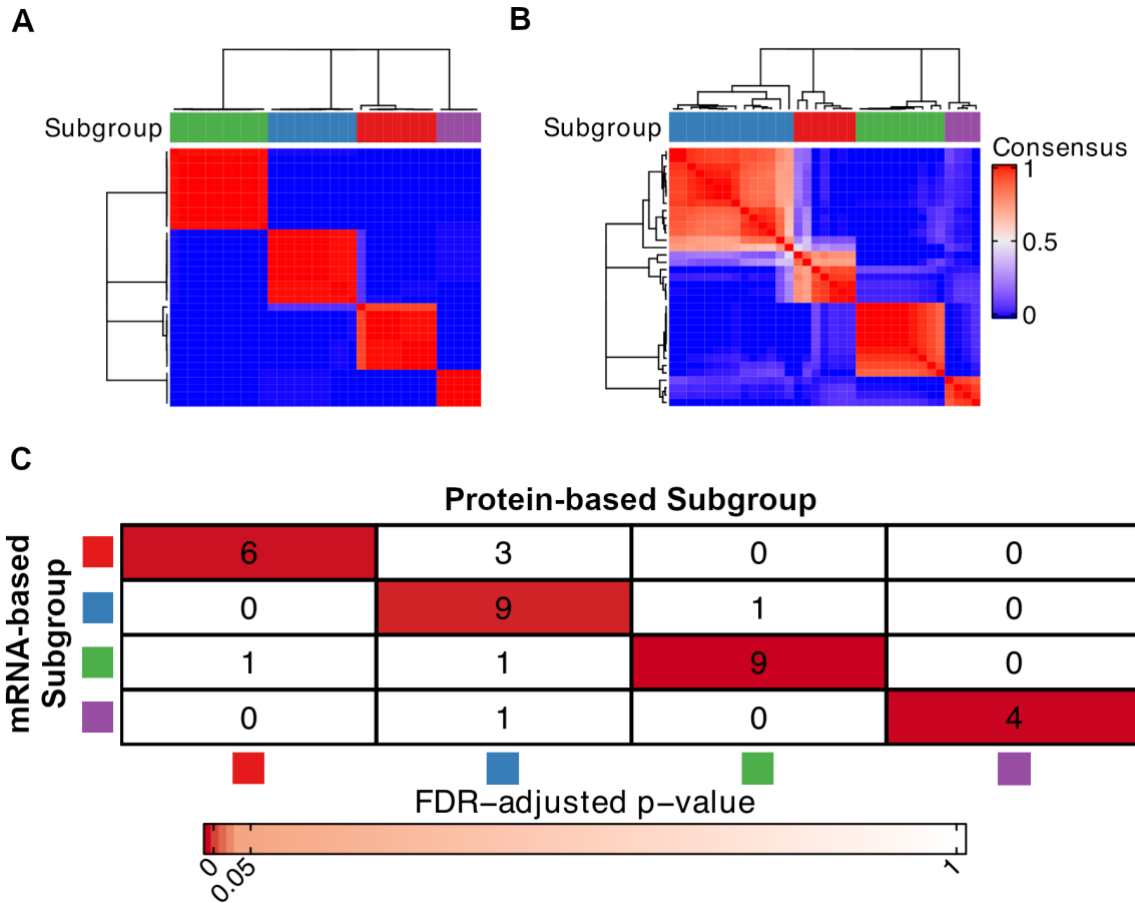 A
B
Subgroup
Subgroup
Consensus
1
0.5
0
C
Protein-based Subgroup
mRNA-based
Subgroup
6 3 0 0
0 9 1 0
1 1 9 0
0 1 0 4
FDR−adjusted p−value
0 0.05 1